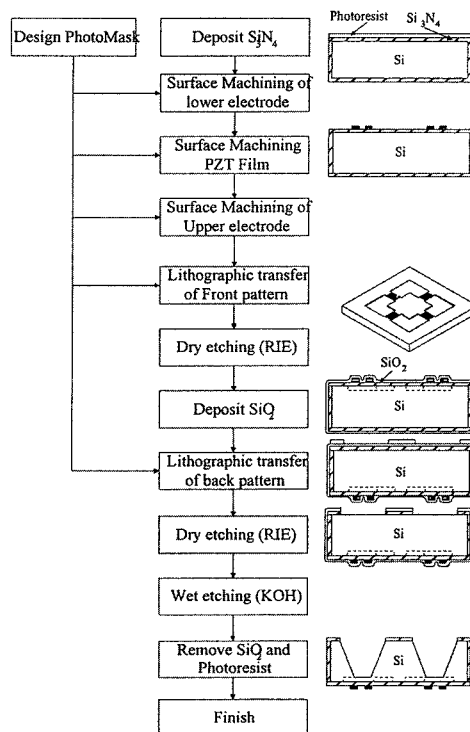 Design PhotoMask
Deposit Si₃N₄
Photoresist
Si ₃N₄
Si
Surface Machining of
lower electrode
Surface Machining
PZT Film
Si
Surface Machining of
Upper electrode
Lithographic transfer
of Front pattern
Dry etching (RIE)
SiO₂
Deposit SiO₂
Si
Lithographic transfer
of back pattern
Si
Dry etching (RIE)
Si
Wet etching (KOH)
Remove SiO₂ and
Photoresist
Si
Finish